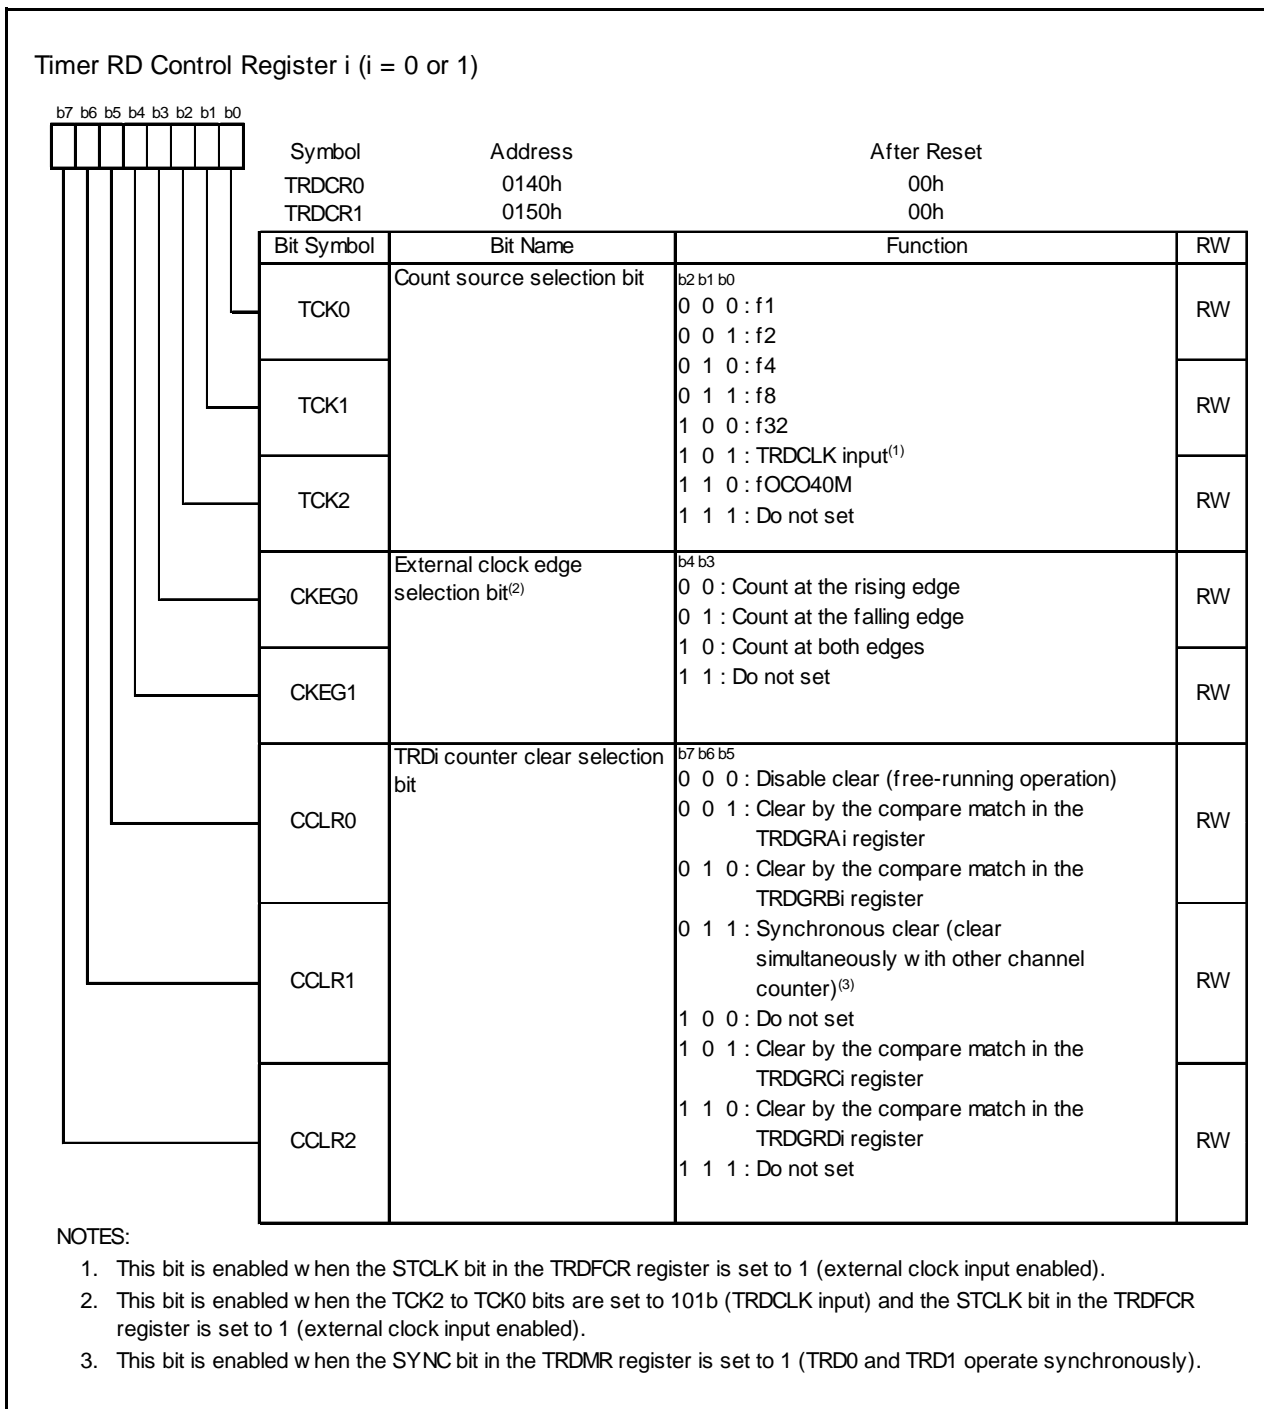 Timer RD Control Register i (i = 0 or 1)
b7 b6 b5 b4 b3 b2 b1 b0
Symbol Address After Reset
TRDCR0 0140h 00h
TRDCR1 0150h 00h
Bit Symbol Bit Name Function RW
TCK0 Count source selection bit b2 b1 b0 RW
0 0 0 : f1
0 0 1 : f2
0 1 0 : f4
TCK1 0 1 1 : f8 RW
1 0 0 : f32
1 0 1 : TRDCLK input(1)
TCK2 1 1 0 : fOCO40M RW
1 1 1 : Do not set
CKEG0 External clock edge b4 b3 RW
selection bit(2) 0 0 : Count at the rising edge
0 1 : Count at the falling edge
1 0 : Count at both edges
CKEG1 1 1 : Do not set RW
TRDi counter clear selection b7 b6 b5
bit 0 0 0 : Disable clear (free-running operation)
CCLR0 0 0 1 : Clear by the compare match in the RW
TRDGRAi register
0 1 0 : Clear by the compare match in the
TRDGRBi register
0 1 1 : Synchronous clear (clear
simultaneously with other channel
CCLR1 counter)(3) RW
1 0 0 : Do not set
1 0 1 : Clear by the compare match in the
TRDGRCi register
1 1 0 : Clear by the compare match in the
CCLR2 TRDGRDi register RW
1 1 1 : Do not set
NOTES:
1. This bit is enabled when the STCLK bit in the TRDFCR register is set to 1 (external clock input enabled).
2. This bit is enabled when the TCK2 to TCK0 bits are set to 101b (TRDCLK input) and the STCLK bit in the TRDFCR
register is set to 1 (external clock input enabled).
3. This bit is enabled when the SYNC bit in the TRDMR register is set to 1 (TRD0 and TRD1 operate synchronously).